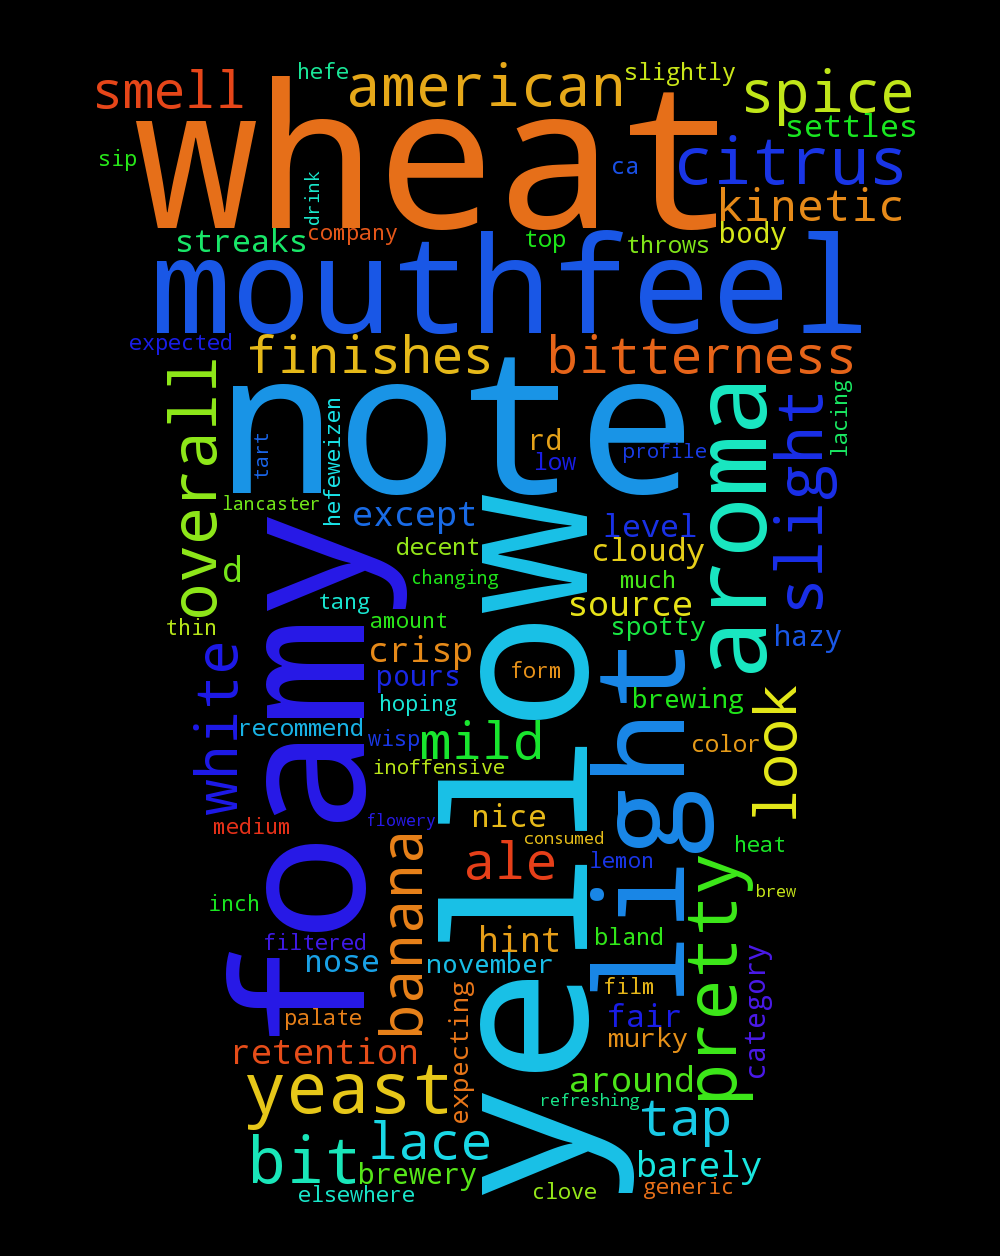 hefe
american
slightly
smell
wheat
spice
settles
sip
drink
ca
citrus
kinetic
streaks
company
top
throws
body
mouthfeel
expected
finishes
bitterness
overall
note
aroma
slight
lacing
tart
hefeweizen
rd
low
profile
lancaster
except
level
decent
cloudy
d
changing
much
tang
source
thin
amount
spotty
hazy
foamy
yellow
light
white
crisp
pours
form
hoping
brewing
look
recommend
wisp
mild
color
inoffensive
medium
flowery
nice
consumed
heat
ale
lemon
brew
banana
pretty
inch
filtered
hint
bland
nose
november
category
expecting
film
palate
fair
murky
retention
yeast
around
refreshing
tap
bit
lace
brewery
barely
elsewhere
clove
generic